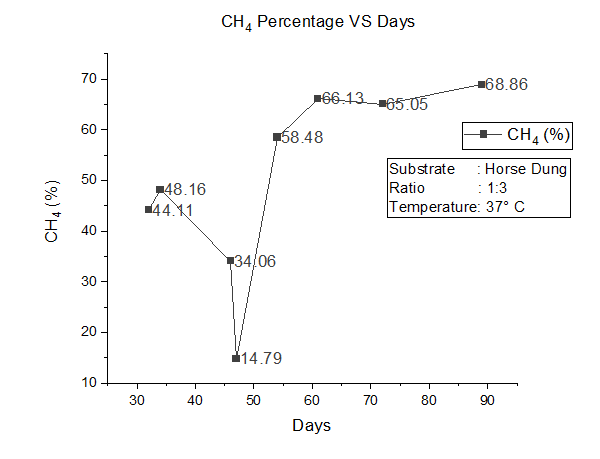 CH₄ Percentage VS Days
70
60
50
40
30
20
10
CH₄ (%)
44.11
48.16
34.06
14.79
58.48
66.13
65.05
68.86
CH₄ (%)
Substrate : Horse Dung
Ratio : 1:3
Temperature: 37° C
30 40 50 60 70 80 90
Days